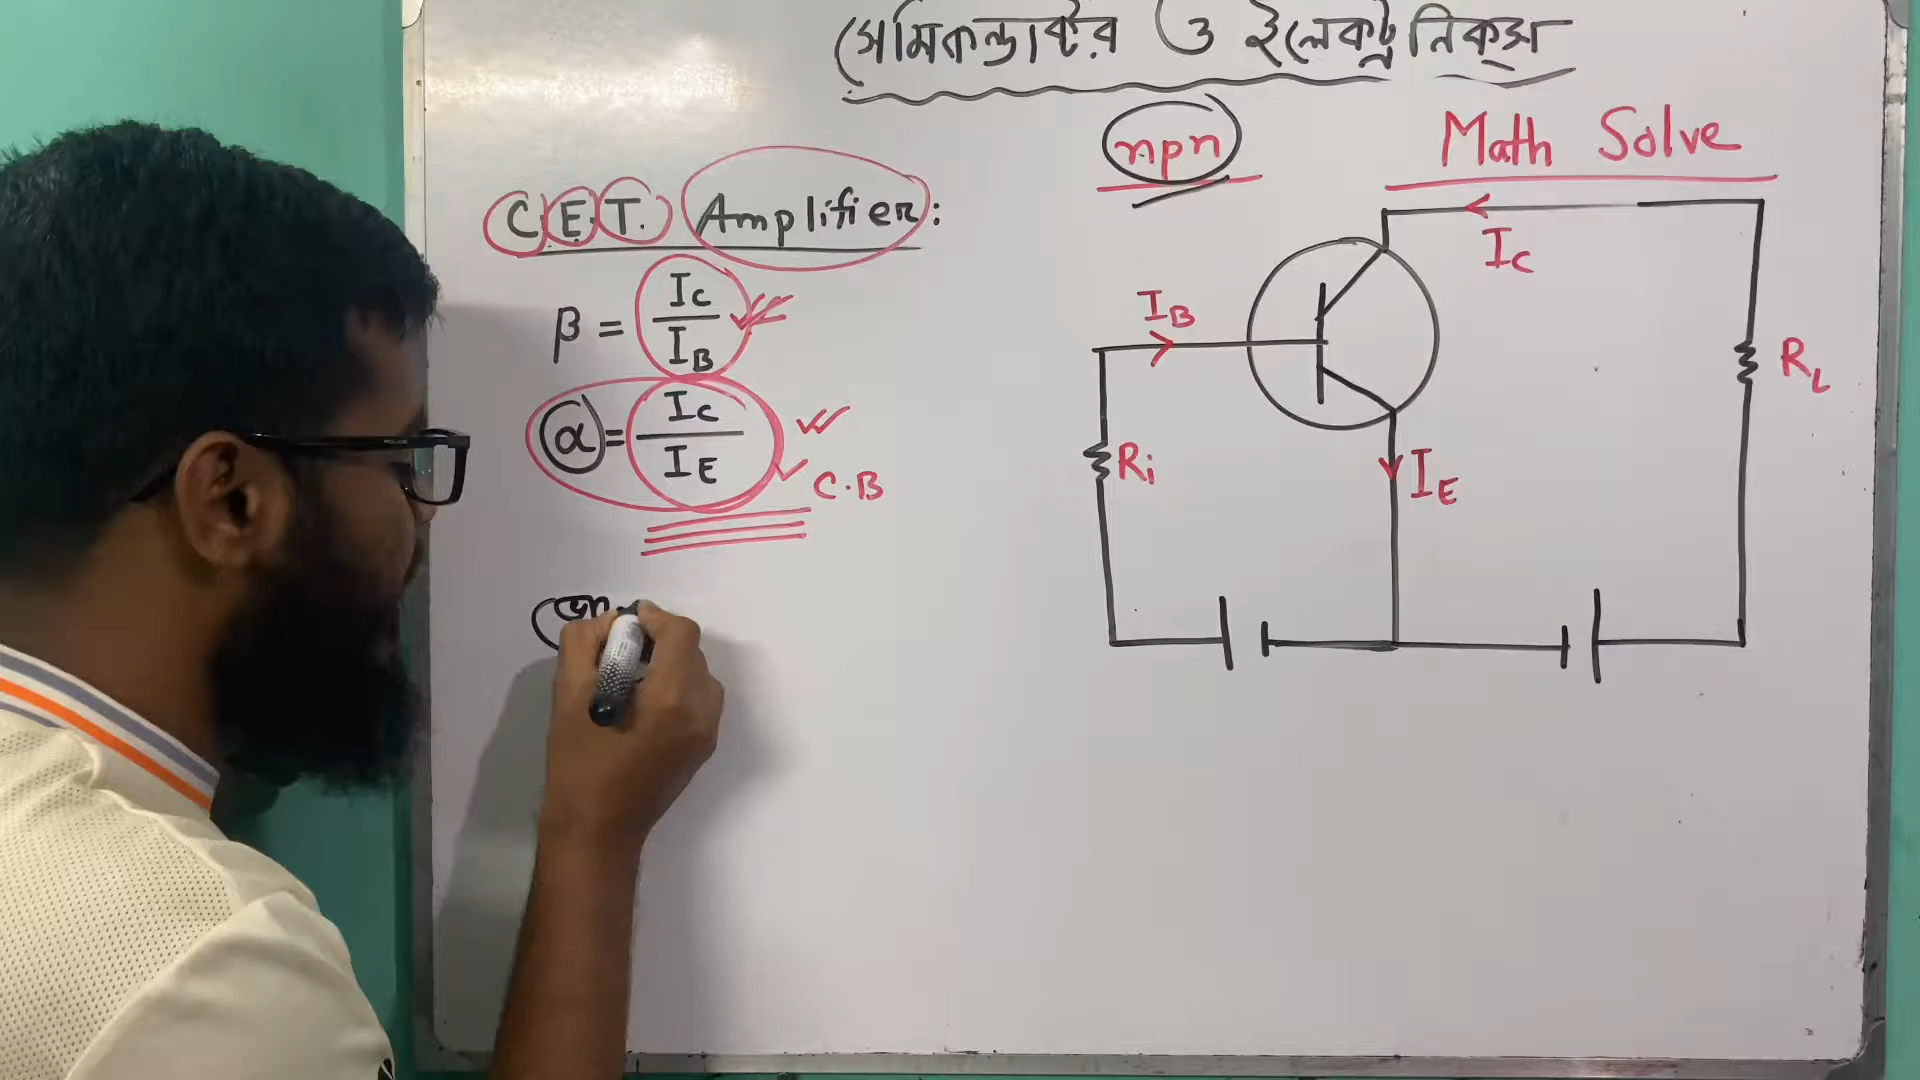 সেমিকন্ডাক্টর ও ইলেকট্রনিক্স
npn
Math Solve
C.E.T. Amplifier:
β = Ic / IB
α = Ic / IE
C.B
IB
Ic
IE
Ri
RL